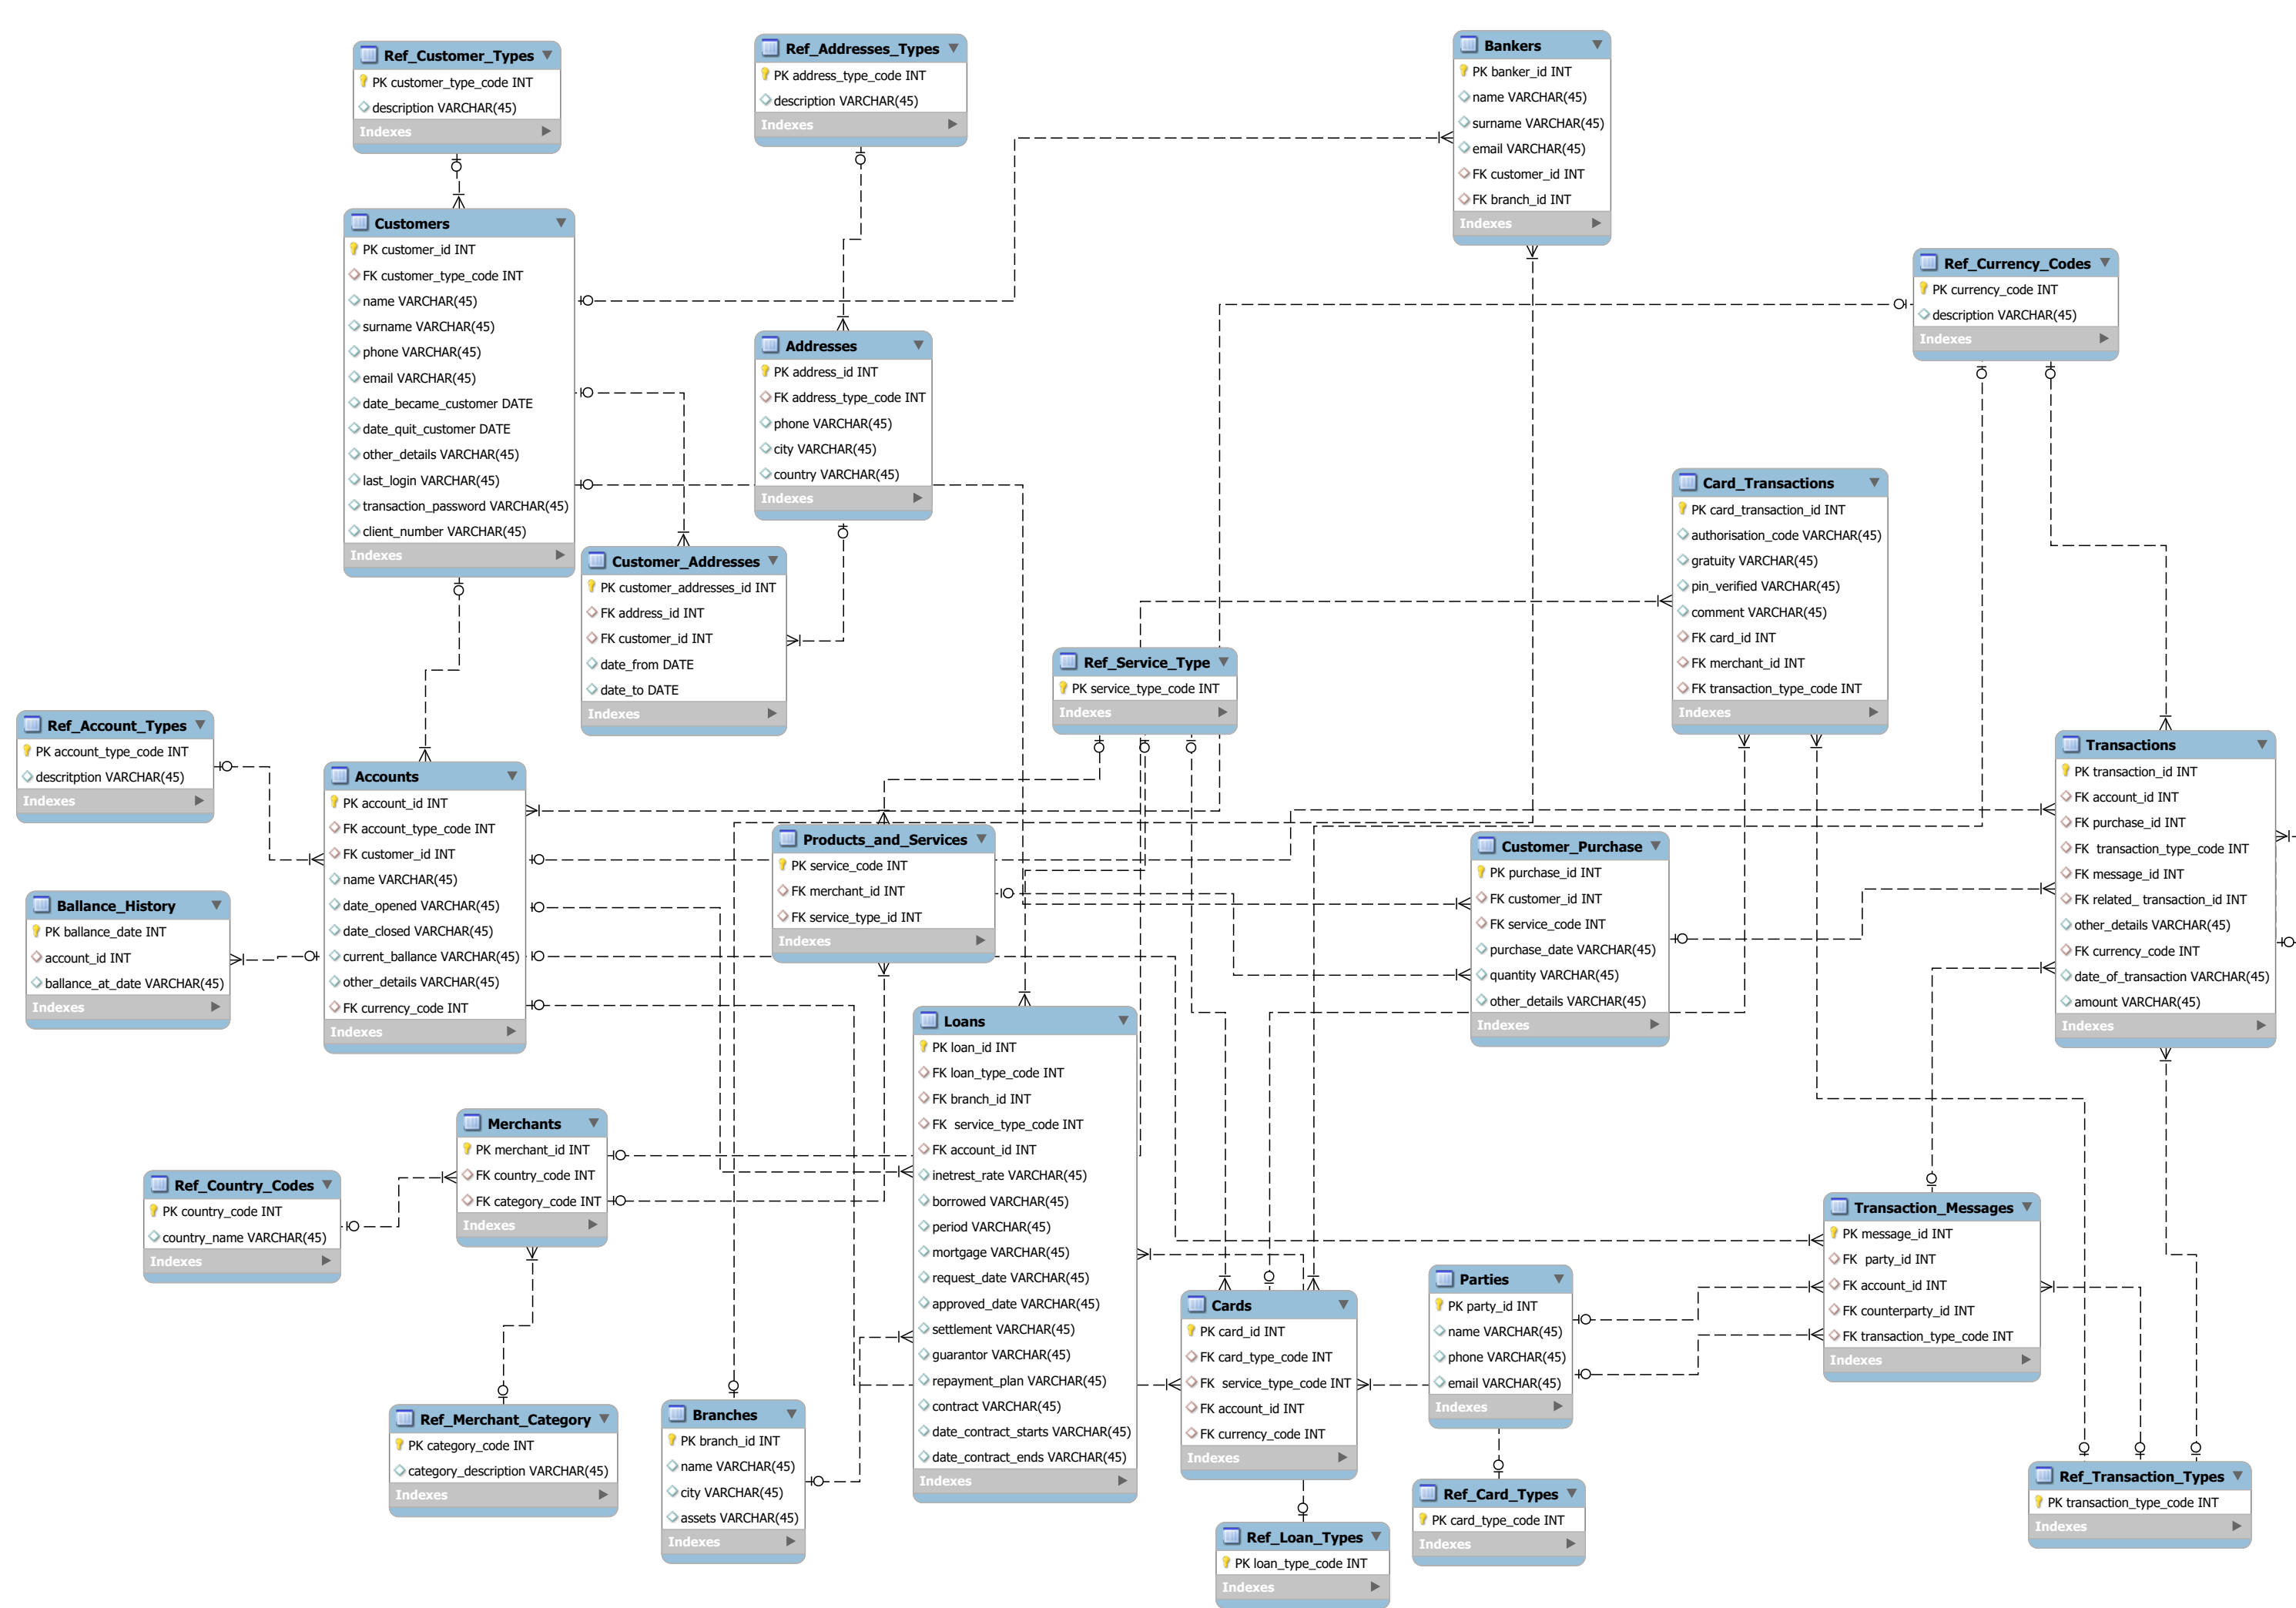 Ref_Customer_Types
PK customer_type_code INT
description VARCHAR(45)
Indexes
Ref_Addresses_Types
PK address_type_code INT
description VARCHAR(45)
Indexes
Bankers
PK banker_id INT
name VARCHAR(45)
surname VARCHAR(45)
email VARCHAR(45)
FK customer_id INT
FK branch_id INT
Indexes
Customers
PK customer_id INT
FK customer_type_code INT
name VARCHAR(45)
surname VARCHAR(45)
phone VARCHAR(45)
email VARCHAR(45)
date_became_customer DATE
date_quit_customer DATE
other_details VARCHAR(45)
last_login VARCHAR(45)
transaction_password VARCHAR(45)
client_number VARCHAR(45)
Indexes
Addresses
PK address_id INT
FK address_type_code INT
phone VARCHAR(45)
city VARCHAR(45)
country VARCHAR(45)
Indexes
Ref_Currency_Codes
PK currency_code INT
description VARCHAR(45)
Indexes
Customer_Addresses
PK customer_addresses_id INT
FK address_id INT
FK customer_id INT
date_from DATE
date_to DATE
Indexes
Card_Transactions
PK card_transaction_id INT
authorisation_code VARCHAR(45)
gratuity VARCHAR(45)
pin_verified VARCHAR(45)
comment VARCHAR(45)
FK card_id INT
FK merchant_id INT
FK transaction_type_code INT
Indexes
Ref_Service_Type
PK service_type_code INT
Indexes
Ref_Account_Types
PK account_type_code INT
descritption VARCHAR(45)
Indexes
Accounts
PK account_id INT
FK account_type_code INT
FK customer_id INT
name VARCHAR(45)
date_opened VARCHAR(45)
date_closed VARCHAR(45)
current_ballance VARCHAR(45)
other_details VARCHAR(45)
FK currency_code INT
Indexes
Transactions
PK transaction_id INT
FK account_id INT
FK purchase_id INT
FK  transaction_type_code INT
FK message_id INT
FK related_ transaction_id INT
other_details VARCHAR(45)
FK currency_code INT
date_of_transaction VARCHAR(45)
amount VARCHAR(45)
Indexes
Products_and_Services
PK service_code INT
FK merchant_id INT
FK service_type_id INT
Indexes
Customer_Purchase
PK purchase_id INT
FK customer_id INT
FK service_code INT
purchase_date VARCHAR(45)
quantity VARCHAR(45)
other_details VARCHAR(45)
Indexes
Ballance_History
PK ballance_date INT
account_id INT
ballance_at_date VARCHAR(45)
Indexes
Loans
PK loan_id INT
FK loan_type_code INT
FK branch_id INT
FK  service_type_code INT
FK account_id INT
inetrest_rate VARCHAR(45)
borrowed VARCHAR(45)
period VARCHAR(45)
mortgage VARCHAR(45)
request_date VARCHAR(45)
approved_date VARCHAR(45)
settlement VARCHAR(45)
guarantor VARCHAR(45)
repayment_plan VARCHAR(45)
contract VARCHAR(45)
date_contract_starts VARCHAR(45)
date_contract_ends VARCHAR(45)
Indexes
Merchants
PK merchant_id INT
FK country_code INT
FK category_code INT
Indexes
Ref_Country_Codes
PK country_code INT
country_name VARCHAR(45)
Indexes
Transaction_Messages
PK message_id INT
FK  party_id INT
FK account_id INT
FK counterparty_id INT
FK transaction_type_code INT
Indexes
Parties
PK party_id INT
name VARCHAR(45)
phone VARCHAR(45)
email VARCHAR(45)
Indexes
Cards
PK card_id INT
FK card_type_code INT
FK  service_type_code INT
FK account_id INT
FK currency_code INT
Indexes
Ref_Merchant_Category
PK category_code INT
category_description VARCHAR(45)
Indexes
Branches
PK branch_id INT
name VARCHAR(45)
city VARCHAR(45)
assets VARCHAR(45)
Indexes
Ref_Transaction_Types
PK transaction_type_code INT
Indexes
Ref_Card_Types
PK card_type_code INT
Indexes
Ref_Loan_Types
PK loan_type_code INT
Indexes